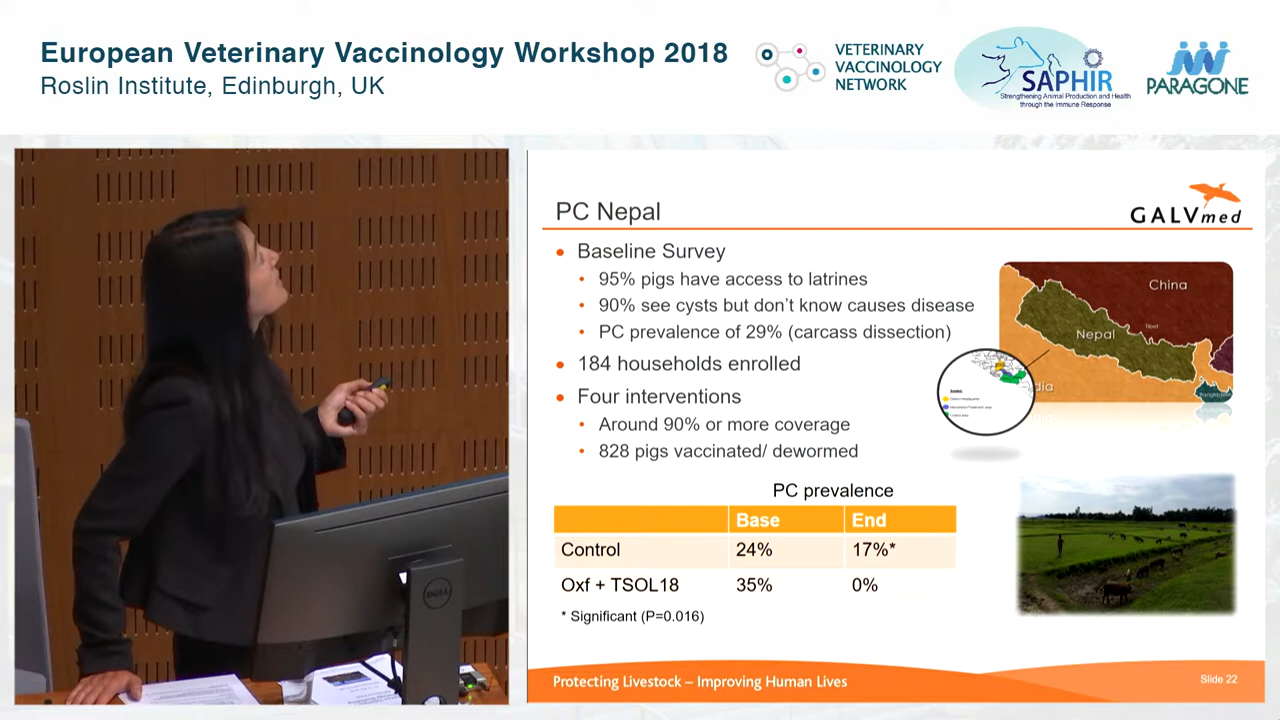 European Veterinary Vaccinology Workshop 2018
Roslin Institute, Edinburgh, UK
VETERINARY
VACCINOLOGY
NETWORK
SAPHIR
Strengthening Animal Production and Health
through the Immune Response
PARAGONE
PC Nepal
GALVmed
• Baseline Survey
• 95% pigs have access to latrines
• 90% see cysts but don't know causes disease
• PC prevalence of 29% (carcass dissection)
• 184 households enrolled
• Four interventions
• Around 90% or more coverage
• 828 pigs vaccinated/ dewormed
China
Nepal
dia
PC prevalence
Base End
Control 24% 17%*
Oxf + TSOL18 35% 0%
* Significant (P=0.016)
DELL
Protecting Livestock – Improving Human Lives
Slide 22